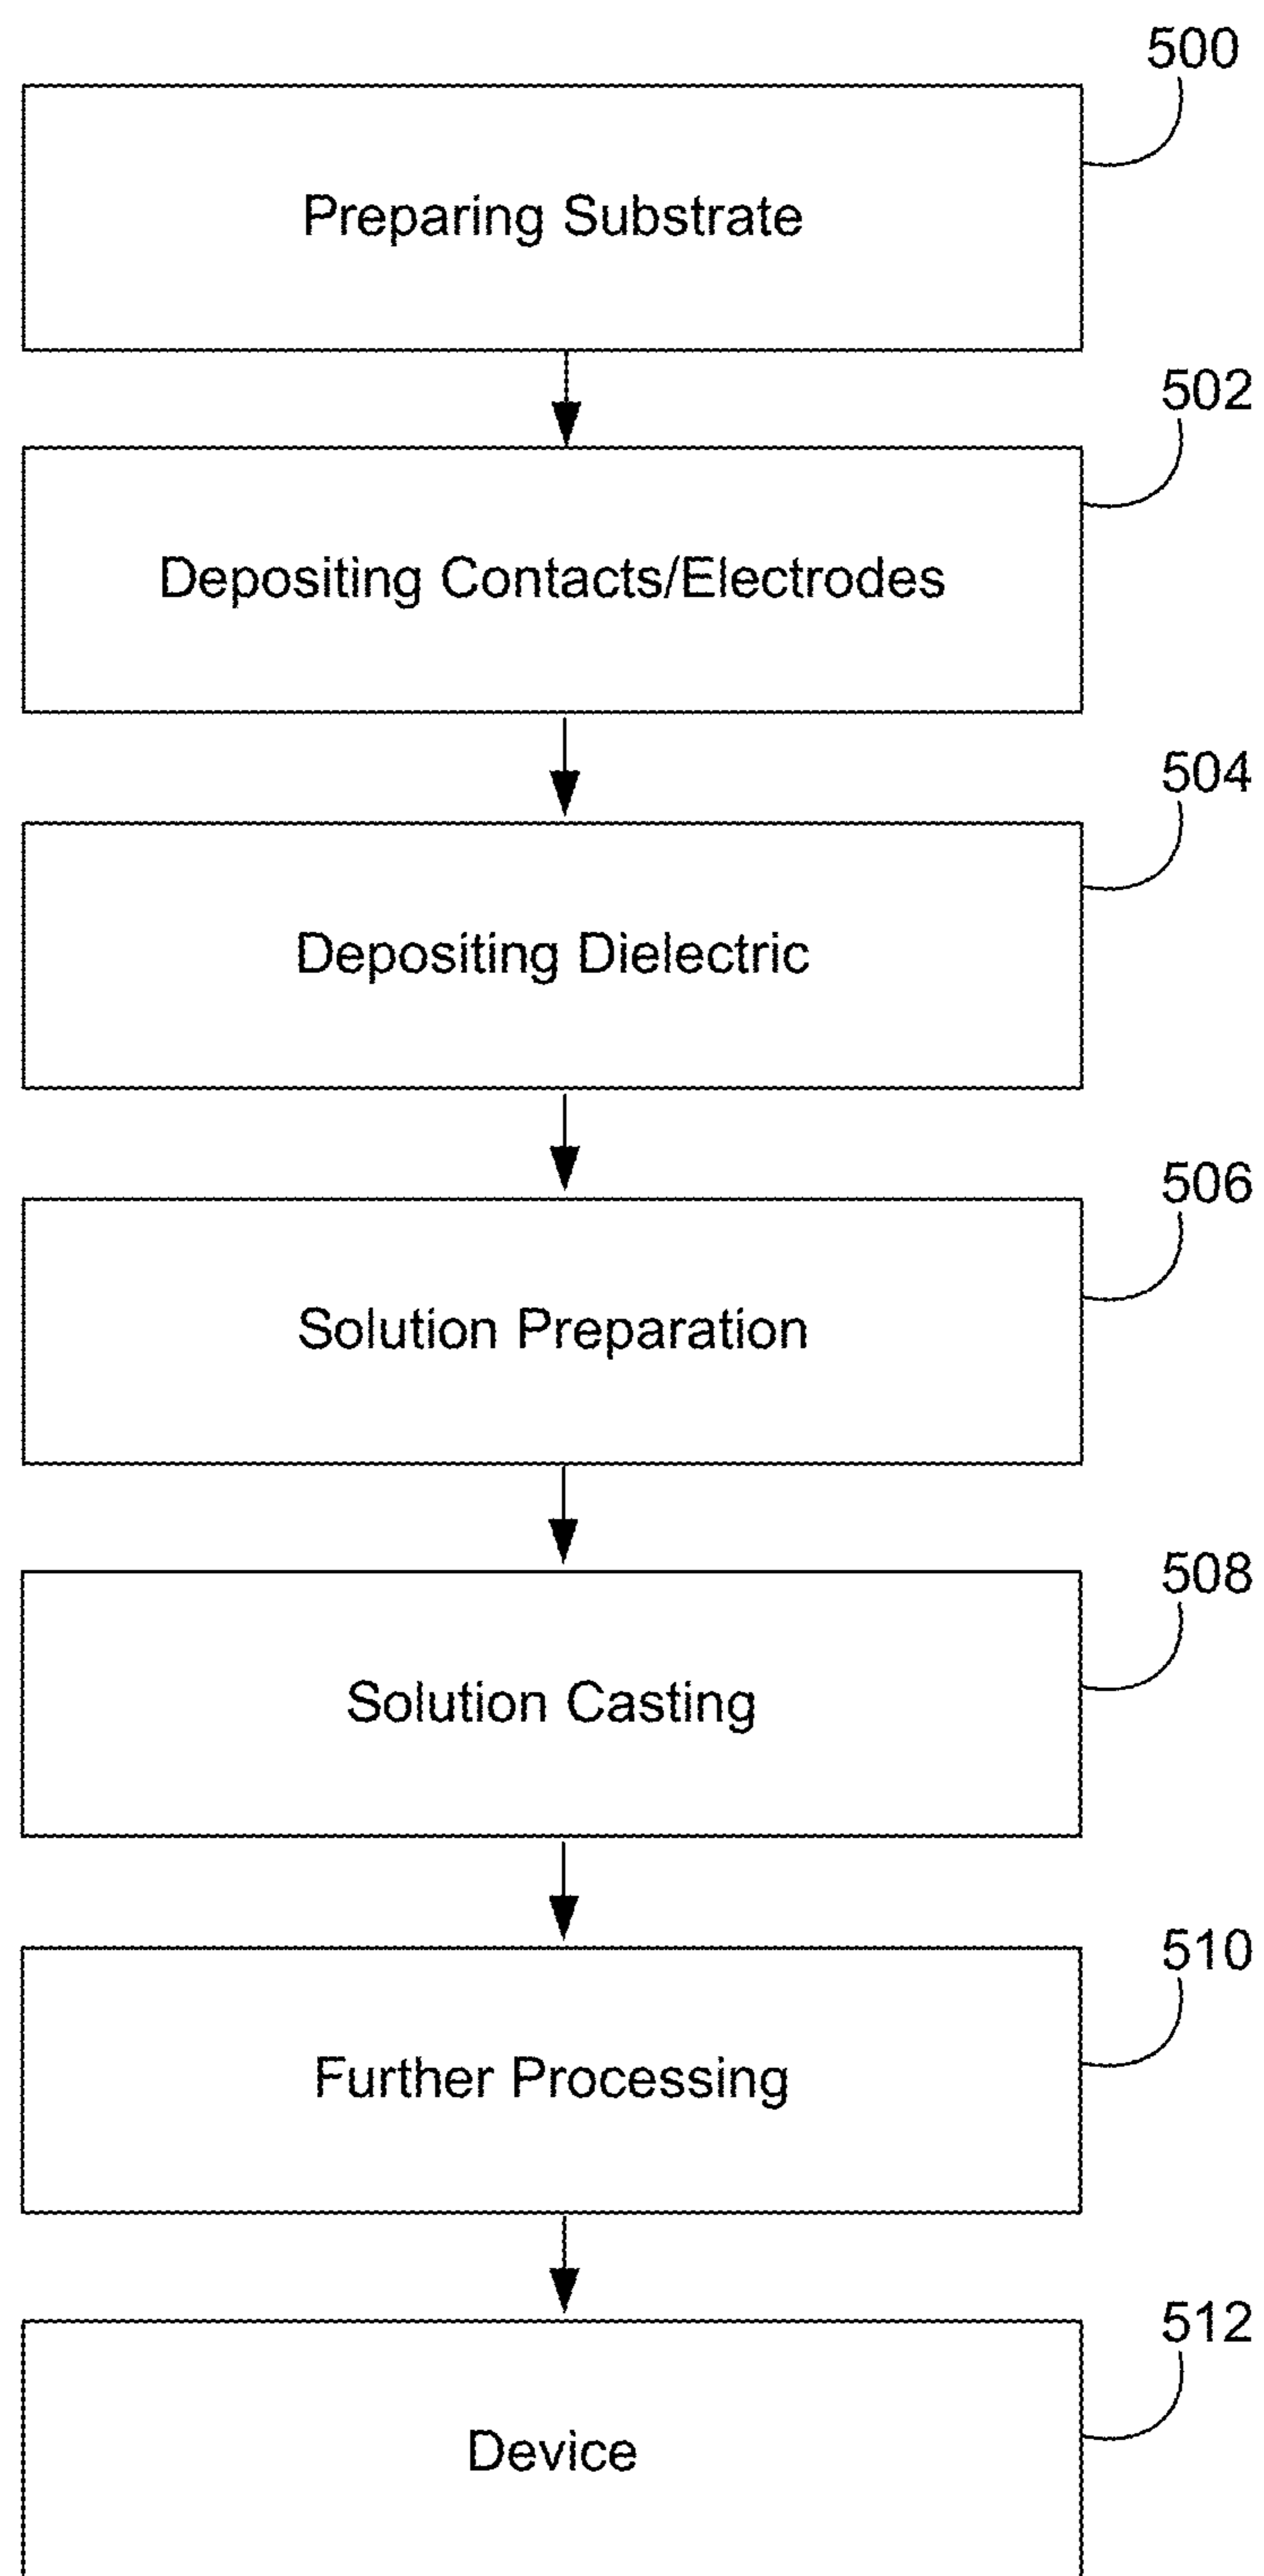 500
Preparing Substrate
502
Depositing Contacts/Electrodes
504
Depositing Dielectric
506
Solution Preparation
508
Solution Casting
510
Further Processing
512
Device